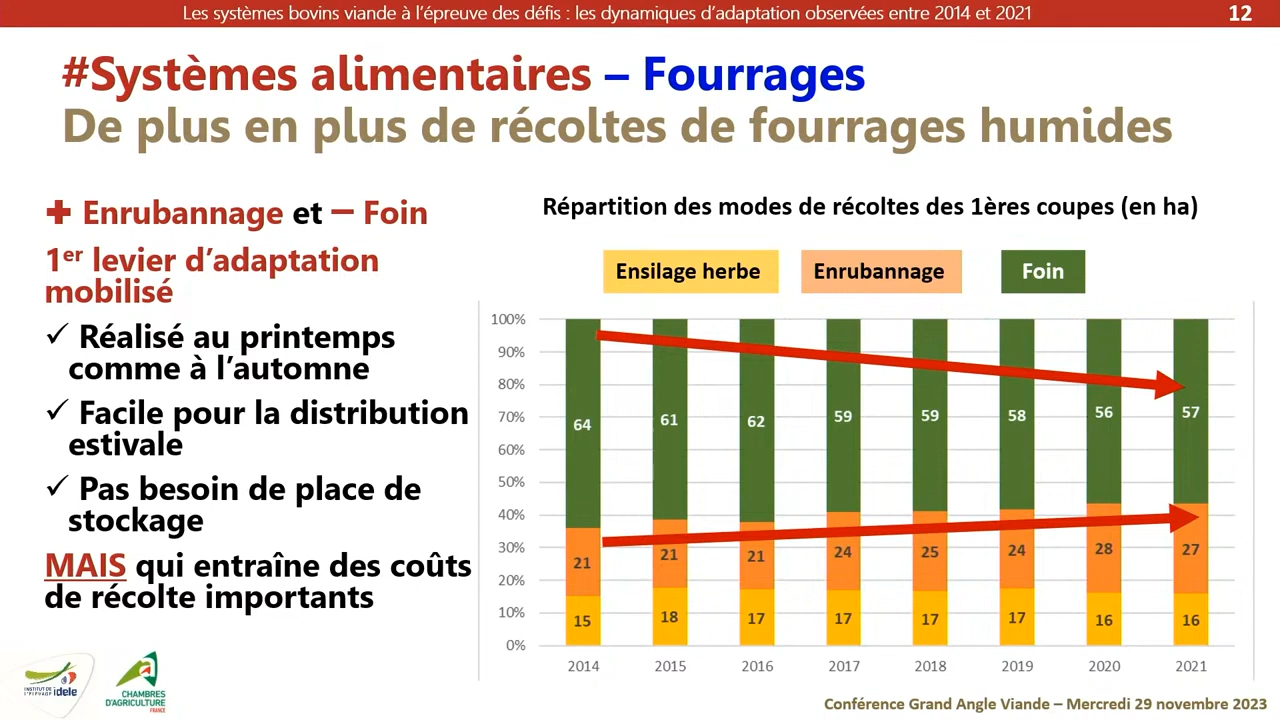 Les systèmes bovins viande à l'épreuve des défis : les dynamiques d'adaptation observées entre 2014 et 2021
12
#Systèmes alimentaires – Fourrages
De plus en plus de récoltes de fourrages humides
+ Enrubannage et – Foin
1er levier d'adaptation
mobilisé
✓ Réalisé au printemps
comme à l'automne
✓ Facile pour la distribution
estivale
✓ Pas besoin de place de
stockage
MAIS qui entraîne des coûts
de récolte importants
Répartition des modes de récoltes des 1ères coupes (en ha)
Ensilage herbe Enrubannage Foin
100%
90%
80%
70%
60%
50%
40%
30%
20%
10%
0%
64 61 62 59 59 58 56 57
21 21 21 24 25 24 28 27
15 18 17 17 17 17 16 16
2014 2015 2016 2017 2018 2019 2020 2021
INSTITUT DE
L'ELEVAGE idele
CHAMBRES
D'AGRICULTURE
FRANCE
Conférence Grand Angle Viande – Mercredi 29 novembre 2023